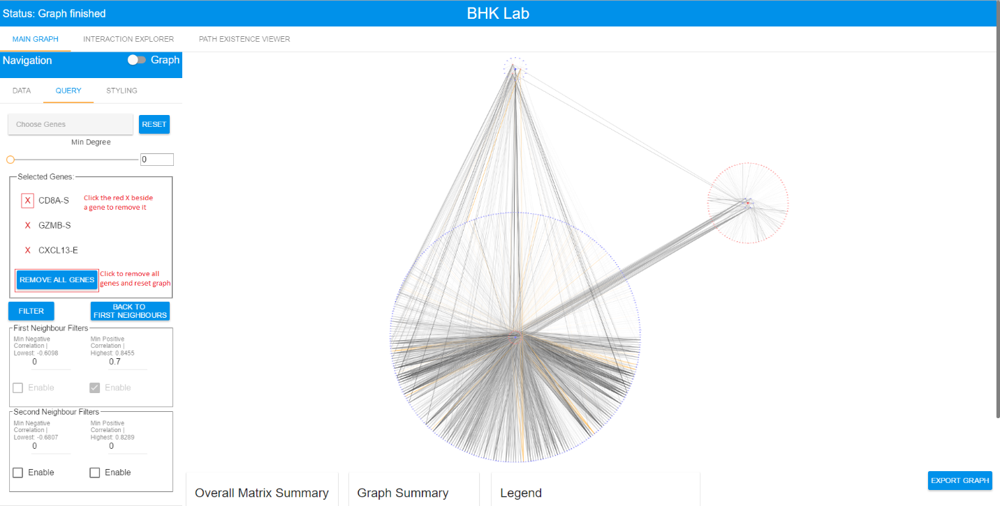 Status: Graph finished
BHK Lab
MAIN GRAPH
INTERACTION EXPLORER
PATH EXISTENCE VIEWER
Navigation
Graph
DATA
QUERY
STYLING
Choose Genes
RESET
Min Degree
0
Selected Genes:
X CD8A-S
Click the red X beside
a gene to remove it
X GZMB-S
X CXCL13-E
REMOVE ALL GENES
Click to remove all
genes and reset graph
FILTER
BACK TO
FIRST NEIGHBOURS
First Neighbour Filters
Min Negative
Correlation |
Lowest: -0.6098
0
Min Positive
Correlation |
Highest: 0.8455
0.7
Enable
Enable
Second Neighbour Filters
Min Negative
Correlation |
Lowest: -0.6807
0
Min Positive
Correlation |
Highest: 0.8289
0
Enable
Enable
Overall Matrix Summary
Graph Summary
Legend
EXPORT GRAPH